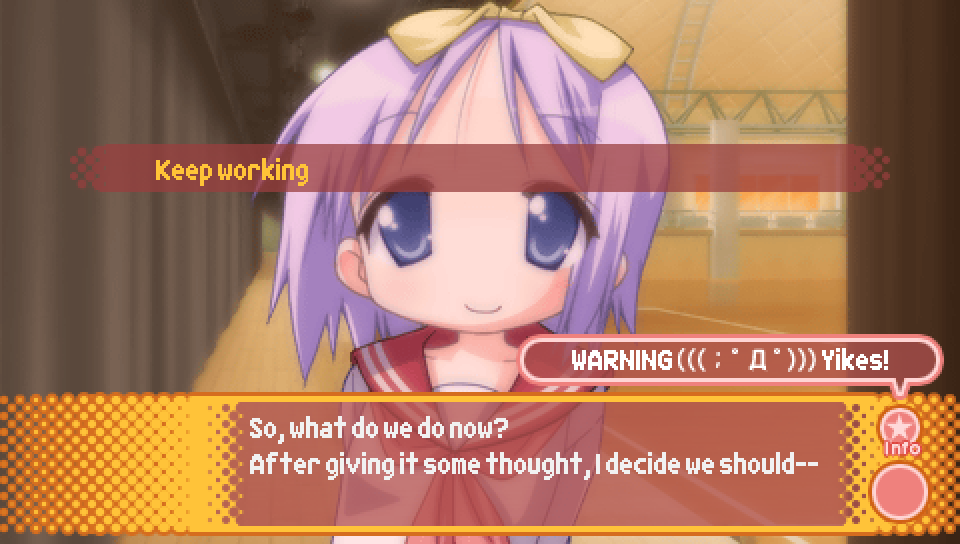 Keep working
WARNING(((;ﾟДﾟ)))Yikes!
So, what do we do now?
After giving it some thought, I decide we should--
Info